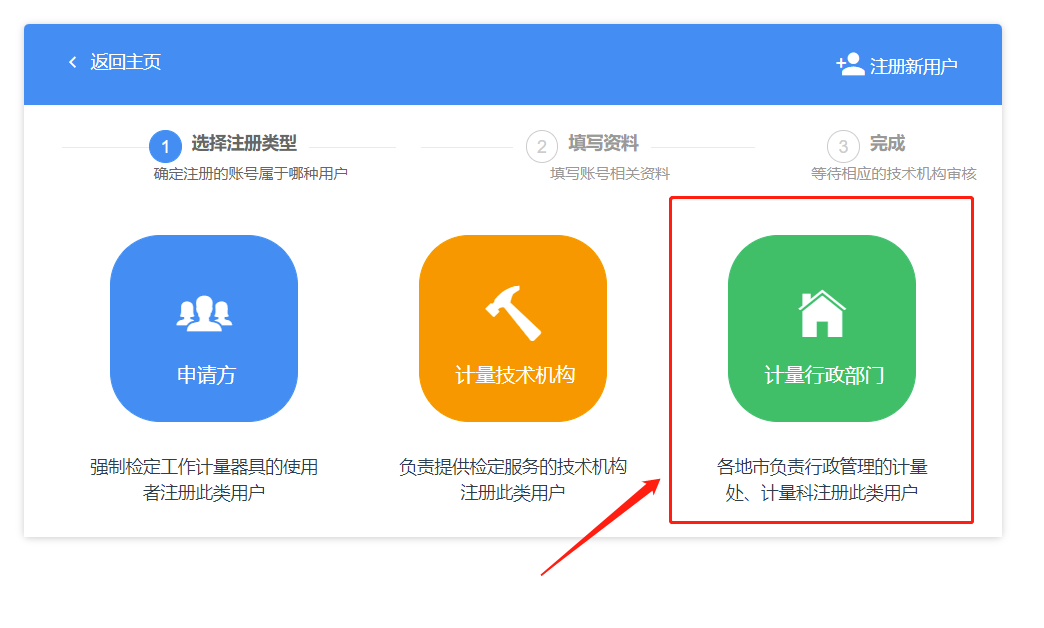 返回主页
注册新用户
1 选择注册类型
确定注册的账号属于哪种用户
2 填写资料
填写账号相关资料
3 完成
等待相应的技术机构审核
申请方
计量技术机构
计量行政部门
强制检定工作计量器具的使用
者注册此类用户
负责提供检定服务的技术机构
注册此类用户
各地市负责行政管理的计量
处、计量科注册此类用户